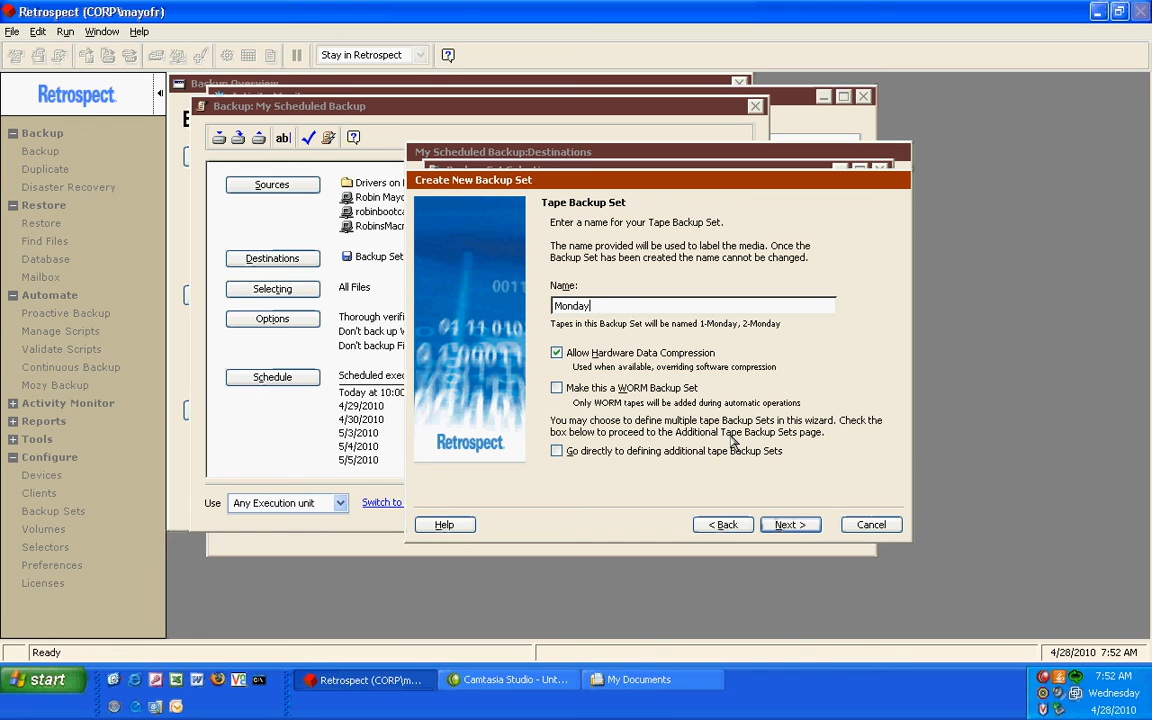 Retrospect (CORP\mayofr)
File Edit Run Window Help
Stay in Retrospect
Retrospect.
Backup
Backup
Duplicate
Disaster Recovery
Restore
Restore
Find Files
Database
Mailbox
Automate
Proactive Backup
Manage Scripts
Validate Scripts
Continuous Backup
Mozy Backup
Activity Monitor
Reports
Tools
Configure
Devices
Clients
Backup Sets
Volumes
Selectors
Preferences
Licenses
Backup Overview
Backup: My Scheduled Backup
Sources
Drivers on
Robin Mayo
robinbootca
RobinsMacr
Destinations
Backup Set
Selecting
All Files
Options
Thorough verifi
Don't back up
Don't backup Fi
Schedule
Scheduled exec
Today at 10:00
4/29/2010
4/30/2010
5/3/2010
5/4/2010
5/5/2010
Use Any Execution unit Switch to
My Scheduled Backup:Destinations
Create New Backup Set
Tape Backup Set
Enter a name for your Tape Backup Set.
The name provided will be used to label the media. Once the
Backup Set has been created the name cannot be changed.
Name:
Monday
Tapes in this Backup Set will be named 1-Monday, 2-Monday
Allow Hardware Data Compression
Used when available, overriding software compression
Make this a WORM Backup Set
Only WORM tapes will be added during automatic operations
You may choose to define multiple tape Backup Sets in this wizard. Check the
box below to proceed to the Additional Tape Backup Sets page.
Go directly to defining additional tape Backup Sets
Retrospect.
Help < Back Next > Cancel
Ready 4/28/2010 7:52 AM
start Retrospect (CORP\m... Camtasia Studio - Unt... My Documents
7:52 AM
Wednesday
4/28/2010